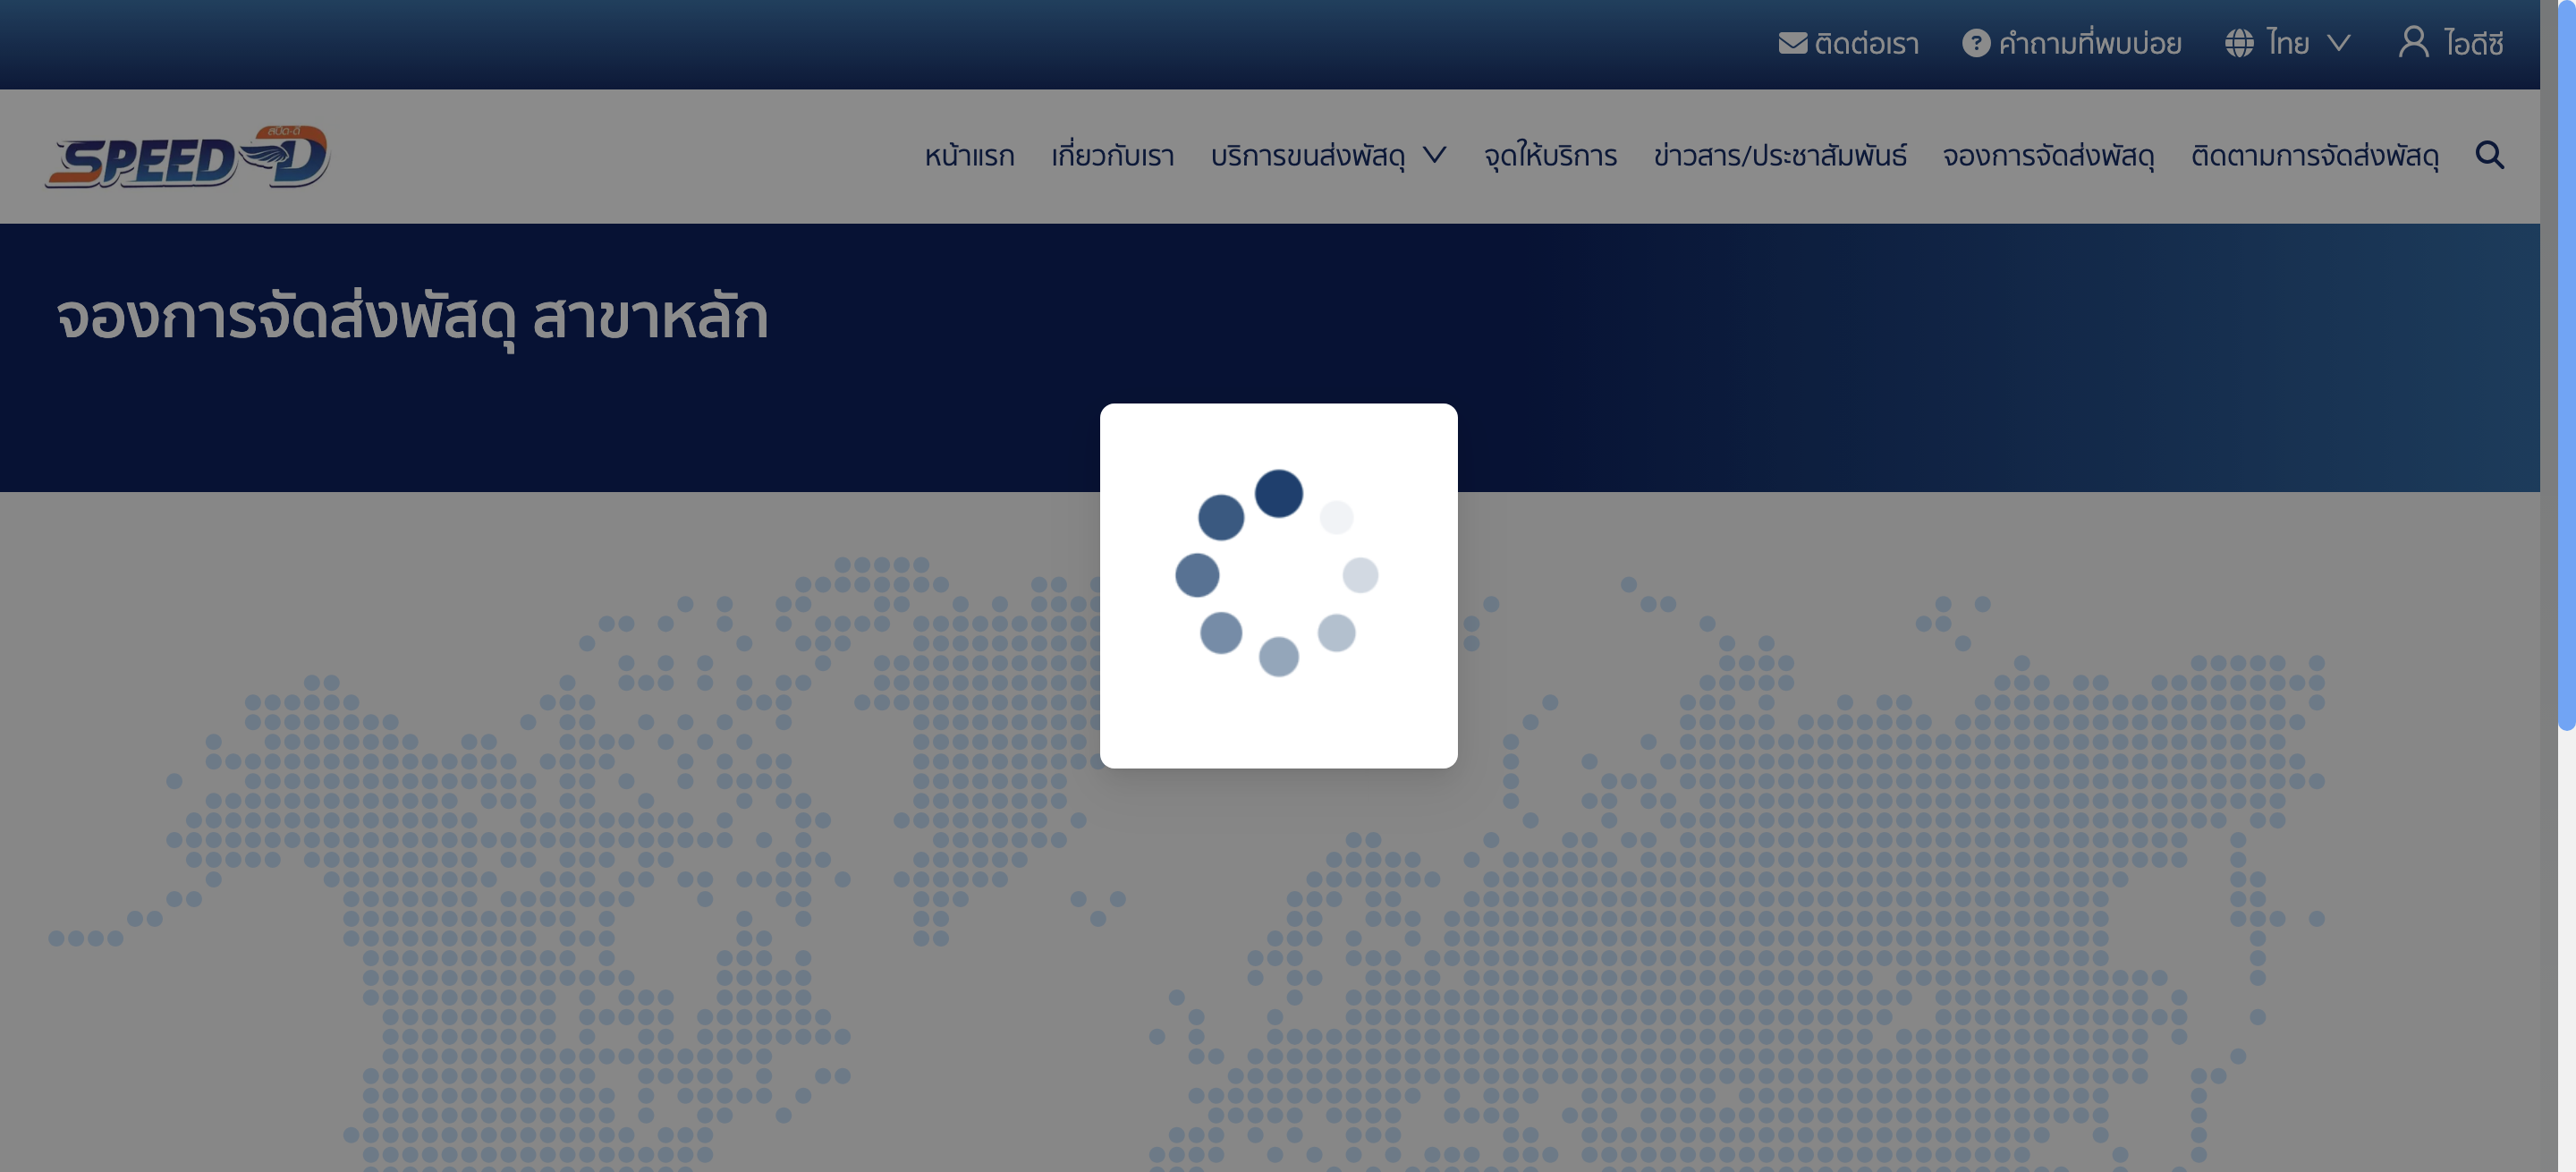 ติดต่อเรา ? คำถามที่พบบ่อย ไทย ไอดีซี
สปีด-ดี
SPEED-D
หน้าแรก เกี่ยวกับเรา บริการขนส่งพัสดุ จุดให้บริการ ข่าวสาร/ประชาสัมพันธ์ จองการจัดส่งพัสดุ ติดตามการจัดส่งพัสดุ
จองการจัดส่งพัสดุ สาขาหลัก